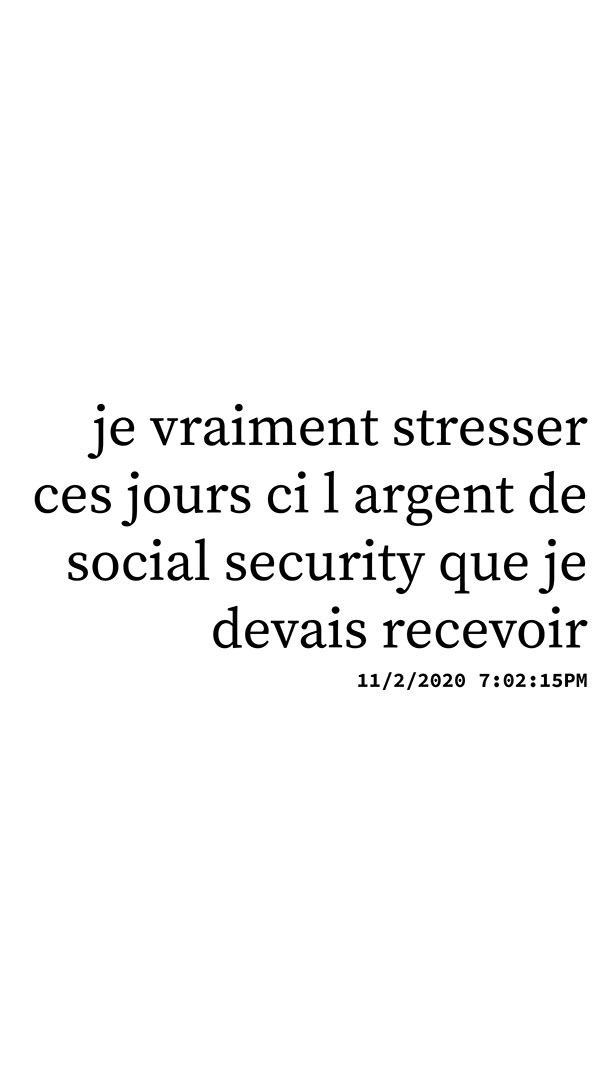 je vraiment stresser
ces jours ci l argent de
social security que je
devais recevoir
11/2/2020 7:02:15PM